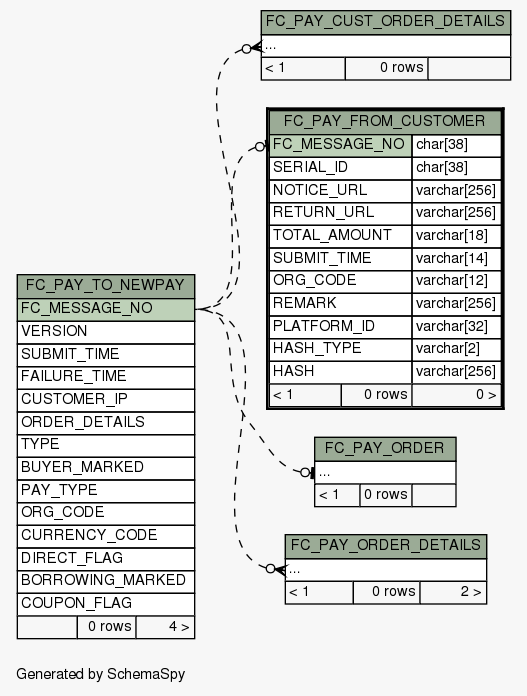 FC_PAY_CUST_ORDER_DETAILS
...
< 1 0 rows
FC_PAY_FROM_CUSTOMER
FC_MESSAGE_NO char[38]
SERIAL_ID char[38]
NOTICE_URL varchar[256]
RETURN_URL varchar[256]
TOTAL_AMOUNT varchar[18]
SUBMIT_TIME varchar[14]
ORG_CODE varchar[12]
REMARK varchar[256]
PLATFORM_ID varchar[32]
HASH_TYPE varchar[2]
HASH varchar[256]
< 1 0 rows 0 >
FC_PAY_TO_NEWPAY
FC_MESSAGE_NO
VERSION
SUBMIT_TIME
FAILURE_TIME
CUSTOMER_IP
ORDER_DETAILS
TYPE
BUYER_MARKED
PAY_TYPE
ORG_CODE
CURRENCY_CODE
DIRECT_FLAG
BORROWING_MARKED
COUPON_FLAG
0 rows 4 >
FC_PAY_ORDER
...
< 1 0 rows
FC_PAY_ORDER_DETAILS
...
< 1 0 rows 2 >
Generated by SchemaSpy